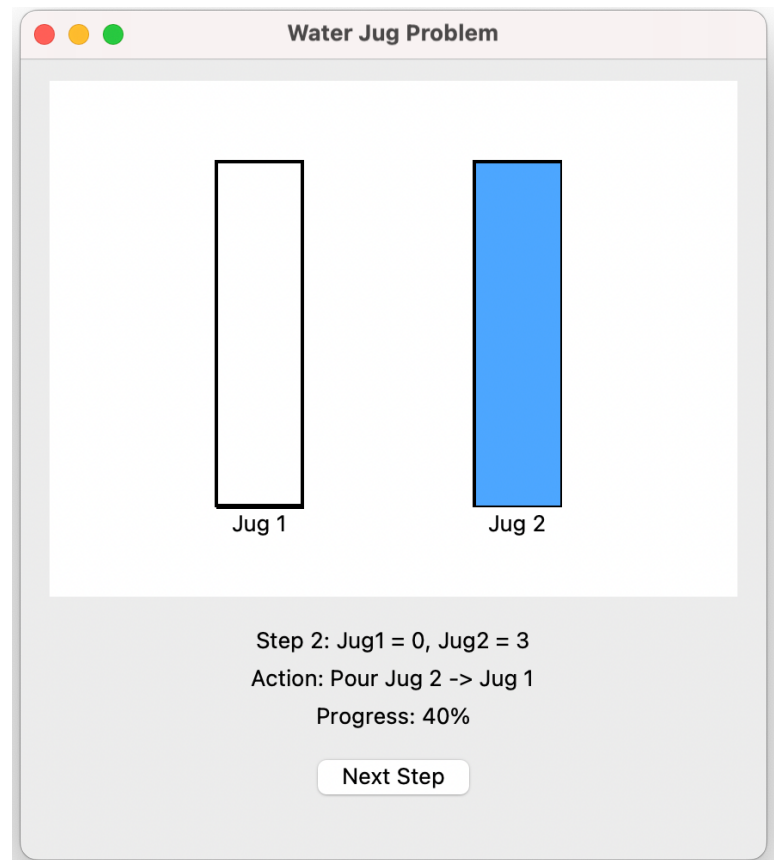 Water Jug Problem
Jug 1
Jug 2
Step 2: Jug1 = 0, Jug2 = 3
Action: Pour Jug 2 -> Jug 1
Progress: 40%
Next Step